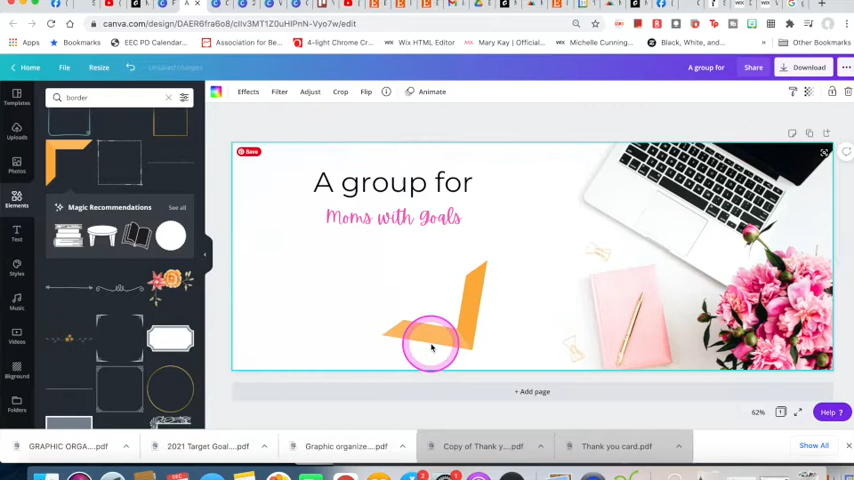 canva.com/design/DAER6fra6o8/cIlv3MT1Z0uHIPnN-Vyo7w/edit
Apps
EEC PD Calendar
Association for Be...
4-light Chrome Cr...
Wix HTML Editor
Mary Kay | Official...
Michelle Cunning...
Black, White, and...
Other Bookmarks
Home
File
Resize
Unsaved changes
A group for
Share
Download
Templates
border
Effects
Filter
Adjust
Crop
Flip
Animate
Uploads
Photos
Elements
Text
Styles
Music
Videos
Bkground
Folders
Magic Recommendations
See all
Save
A group for
Moms with Goals
+ Add page
62%
1
Help ?
GRAPHIC ORGA....pdf
2021 Target Goal....pdf
Graphic organize....pdf
Copy of Thank y....pdf
Thank you card.pdf
Show All